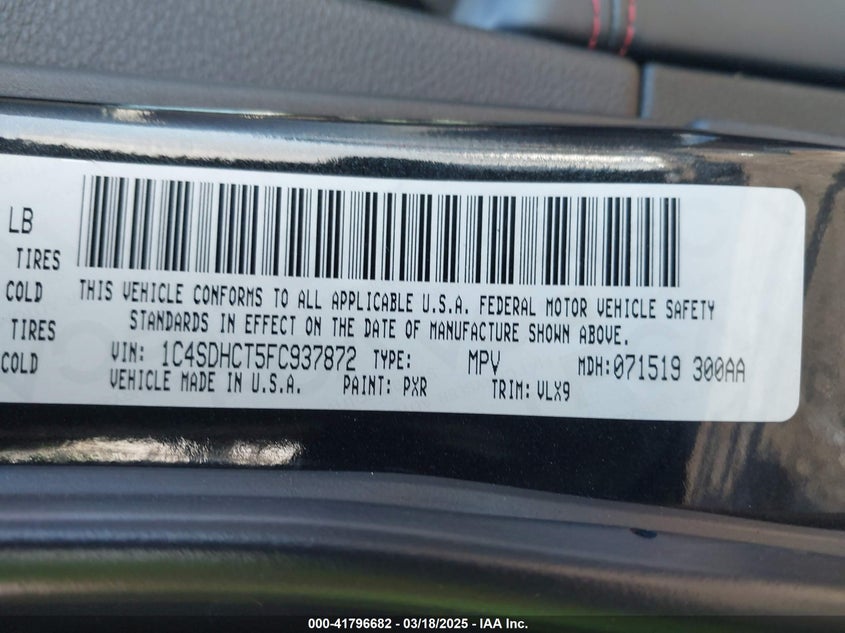 LB
TIRES
COLD
TIRES
COLD
THIS VEHICLE CONFORMS TO ALL APPLICABLE U.S.A. FEDERAL MOTOR VEHICLE SAFETY
STANDARDS IN EFFECT ON THE DATE OF MANUFACTURE SHOWN ABOVE.
VIN: 1C4SDHCT5FC937872 TYPE: MPV MDH:071519 300AA
VEHICLE MADE IN U.S.A. PAINT: PXR TRIM: VLX9
000-41796682 - 03/18/2025 - IAA Inc.